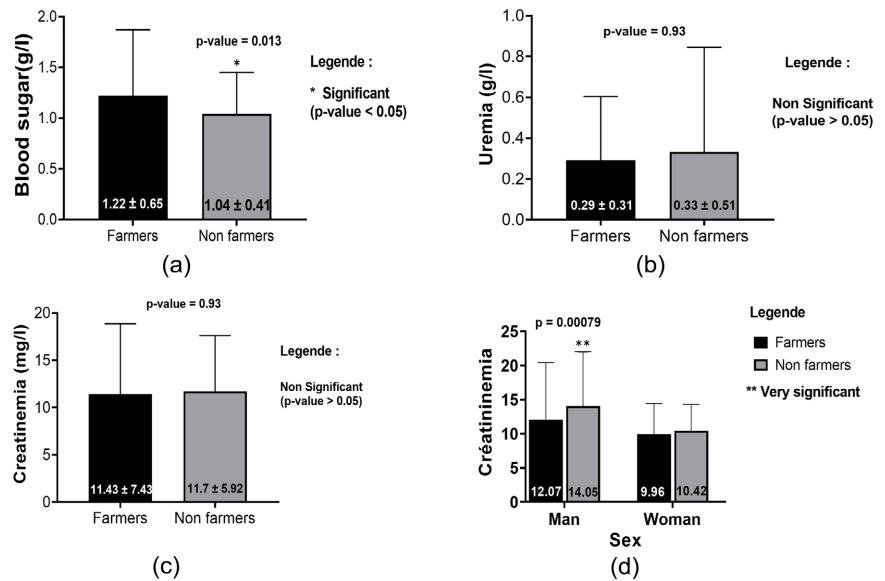 Blood sugar(g/l)
2.0
1.5
1.0
0.5
0.0
p-value = 0.013
*
1.22 ± 0.65
1.04 ± 0.41
Farmers
Non farmers
Legende :
* Significant
(p-value < 0.05)
(a)
Uremia (g/l)
1.0
0.8
0.6
0.4
0.2
0.0
p-value = 0.93
0.29 ± 0.31
0.33 ± 0.51
Farmers
Non farmers
Legende :
Non Significant
(p-value > 0.05)
(b)
Creatinemia (mg/l)
20
15
10
5
0
p-value = 0.93
11.43 ± 7.43
11.7 ± 5.92
Farmers
Non farmers
Legende :
Non Significant
(p-value > 0.05)
(c)
Créatininemia
25
20
15
10
5
0
p = 0.00079
**
12.07
14.05
9.96
10.42
Man
Woman
Sex
Legende
Farmers
Non farmers
** Very significant
(d)